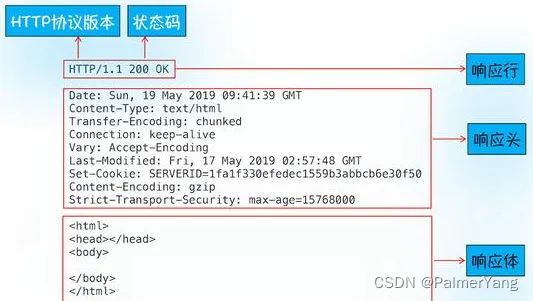 HTTP协议版本 状态码
HTTP/1.1 200 OK 响应行
Date: Sun, 19 May 2019 09:41:39 GMT
Content-Type: text/html
Transfer-Encoding: chunked
Connection: keep-alive 响应头
Vary: Accept-Encoding
Last-Modified: Fri, 17 May 2019 02:57:48 GMT
Set-Cookie: SERVERID=1fa1f330efedec1559b3abbcb6e30f50
Content-Encoding: gzip
Strict-Transport-Security: max-age=15768000
<html>
<head></head>
<body>
响应体
</body>
</html>
CSDN @PalmerYang